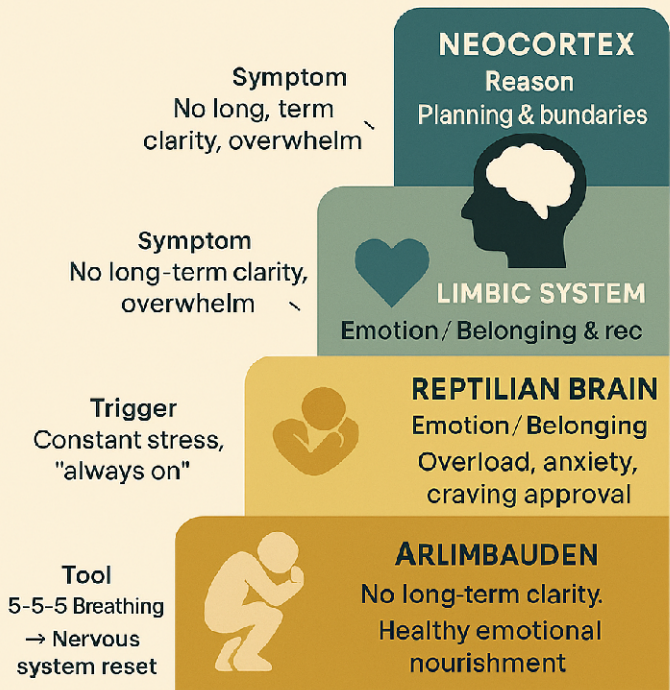 NEOCORTEX
Reason
Planning & bundaries
Symptom
No long, term
clarity, overwhelm
LIMBIC SYSTEM
Emotion/Belonging & rec
Symptom
No long-term clarity,
overwhelm
REPTILIAN BRAIN
Emotion/Belonging
Overload, anxiety,
craving approval
Trigger
Constant stress,
"always on"
ARLIMBAUDEN
No long-term clarity.
Healthy emotional
nourishment
Tool
5-5-5 Breathing
→ Nervous
system reset